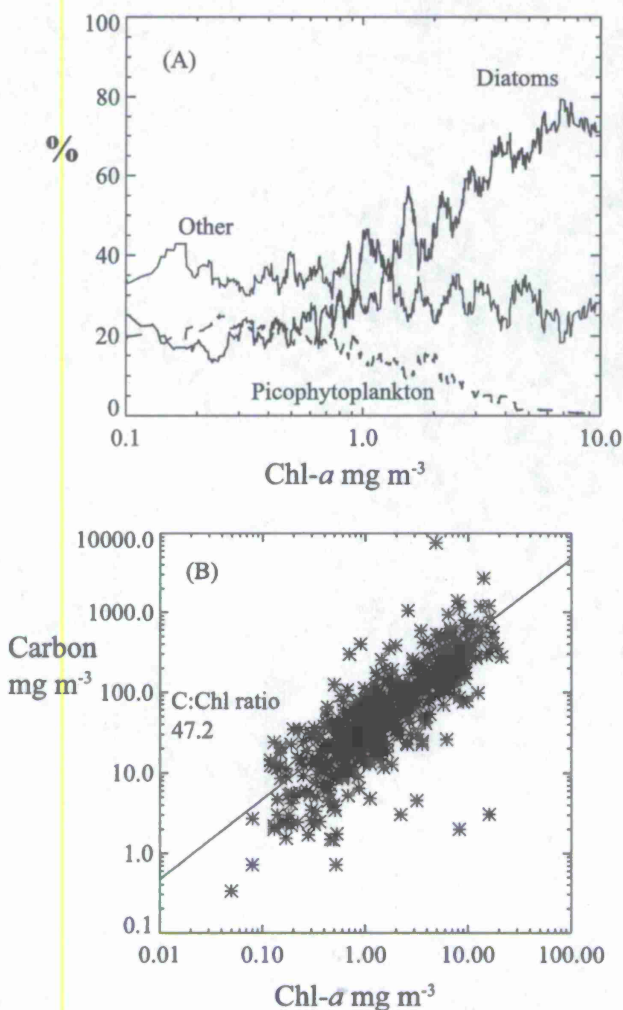 100
80
60
40
20
0
%
(A)
Diatoms
Other
Picophytoplankton
0.1 1.0 10.0
Chl-a mg m-3
10000.0
1000.0
100.0
10.0
1.0
0.1
(B)
Carbon
mg m-3
C:Chl ratio
47.2
0.01 0.10 1.00 10.00 100.00
Chl-a mg m-3